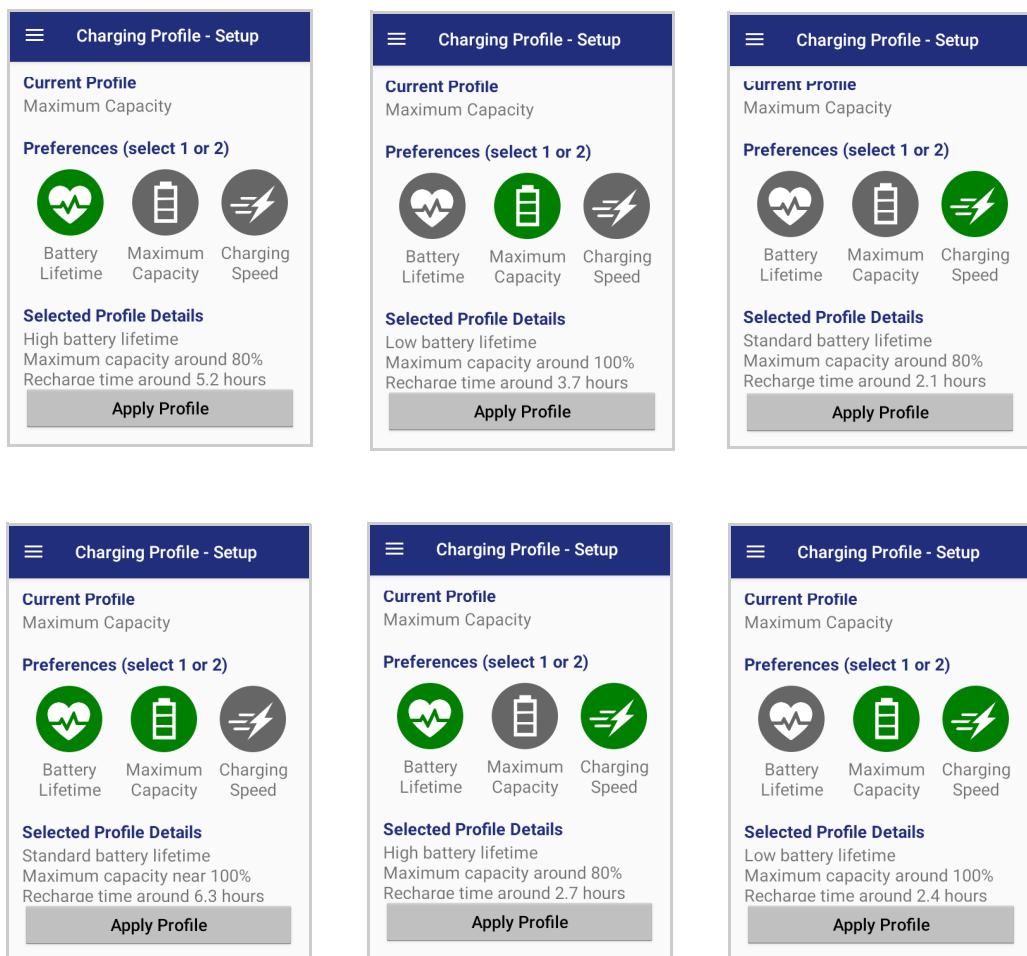 Charging Profile - Setup
Current Profile
Maximum Capacity
Preferences (select 1 or 2)
Battery Lifetime
Maximum Capacity
Charging Speed
Selected Profile Details
High battery lifetime
Maximum capacity around 80%
Recharge time around 5.2 hours
Apply Profile
Charging Profile - Setup
Current Profile
Maximum Capacity
Preferences (select 1 or 2)
Battery Lifetime
Maximum Capacity
Charging Speed
Selected Profile Details
Low battery lifetime
Maximum capacity around 100%
Recharge time around 3.7 hours
Apply Profile
Charging Profile - Setup
Current Profile
Maximum Capacity
Preferences (select 1 or 2)
Battery Lifetime
Maximum Capacity
Charging Speed
Selected Profile Details
Standard battery lifetime
Maximum capacity around 80%
Recharge time around 2.1 hours
Apply Profile
Charging Profile - Setup
Current Profile
Maximum Capacity
Preferences (select 1 or 2)
Battery Lifetime
Maximum Capacity
Charging Speed
Selected Profile Details
Standard battery lifetime
Maximum capacity near 100%
Recharge time around 6.3 hours
Apply Profile
Charging Profile - Setup
Current Profile
Maximum Capacity
Preferences (select 1 or 2)
Battery Lifetime
Maximum Capacity
Charging Speed
Selected Profile Details
High battery lifetime
Maximum capacity around 80%
Recharge time around 2.7 hours
Apply Profile
Charging Profile - Setup
Current Profile
Maximum Capacity
Preferences (select 1 or 2)
Battery Lifetime
Maximum Capacity
Charging Speed
Selected Profile Details
Low battery lifetime
Maximum capacity around 100%
Recharge time around 2.4 hours
Apply Profile